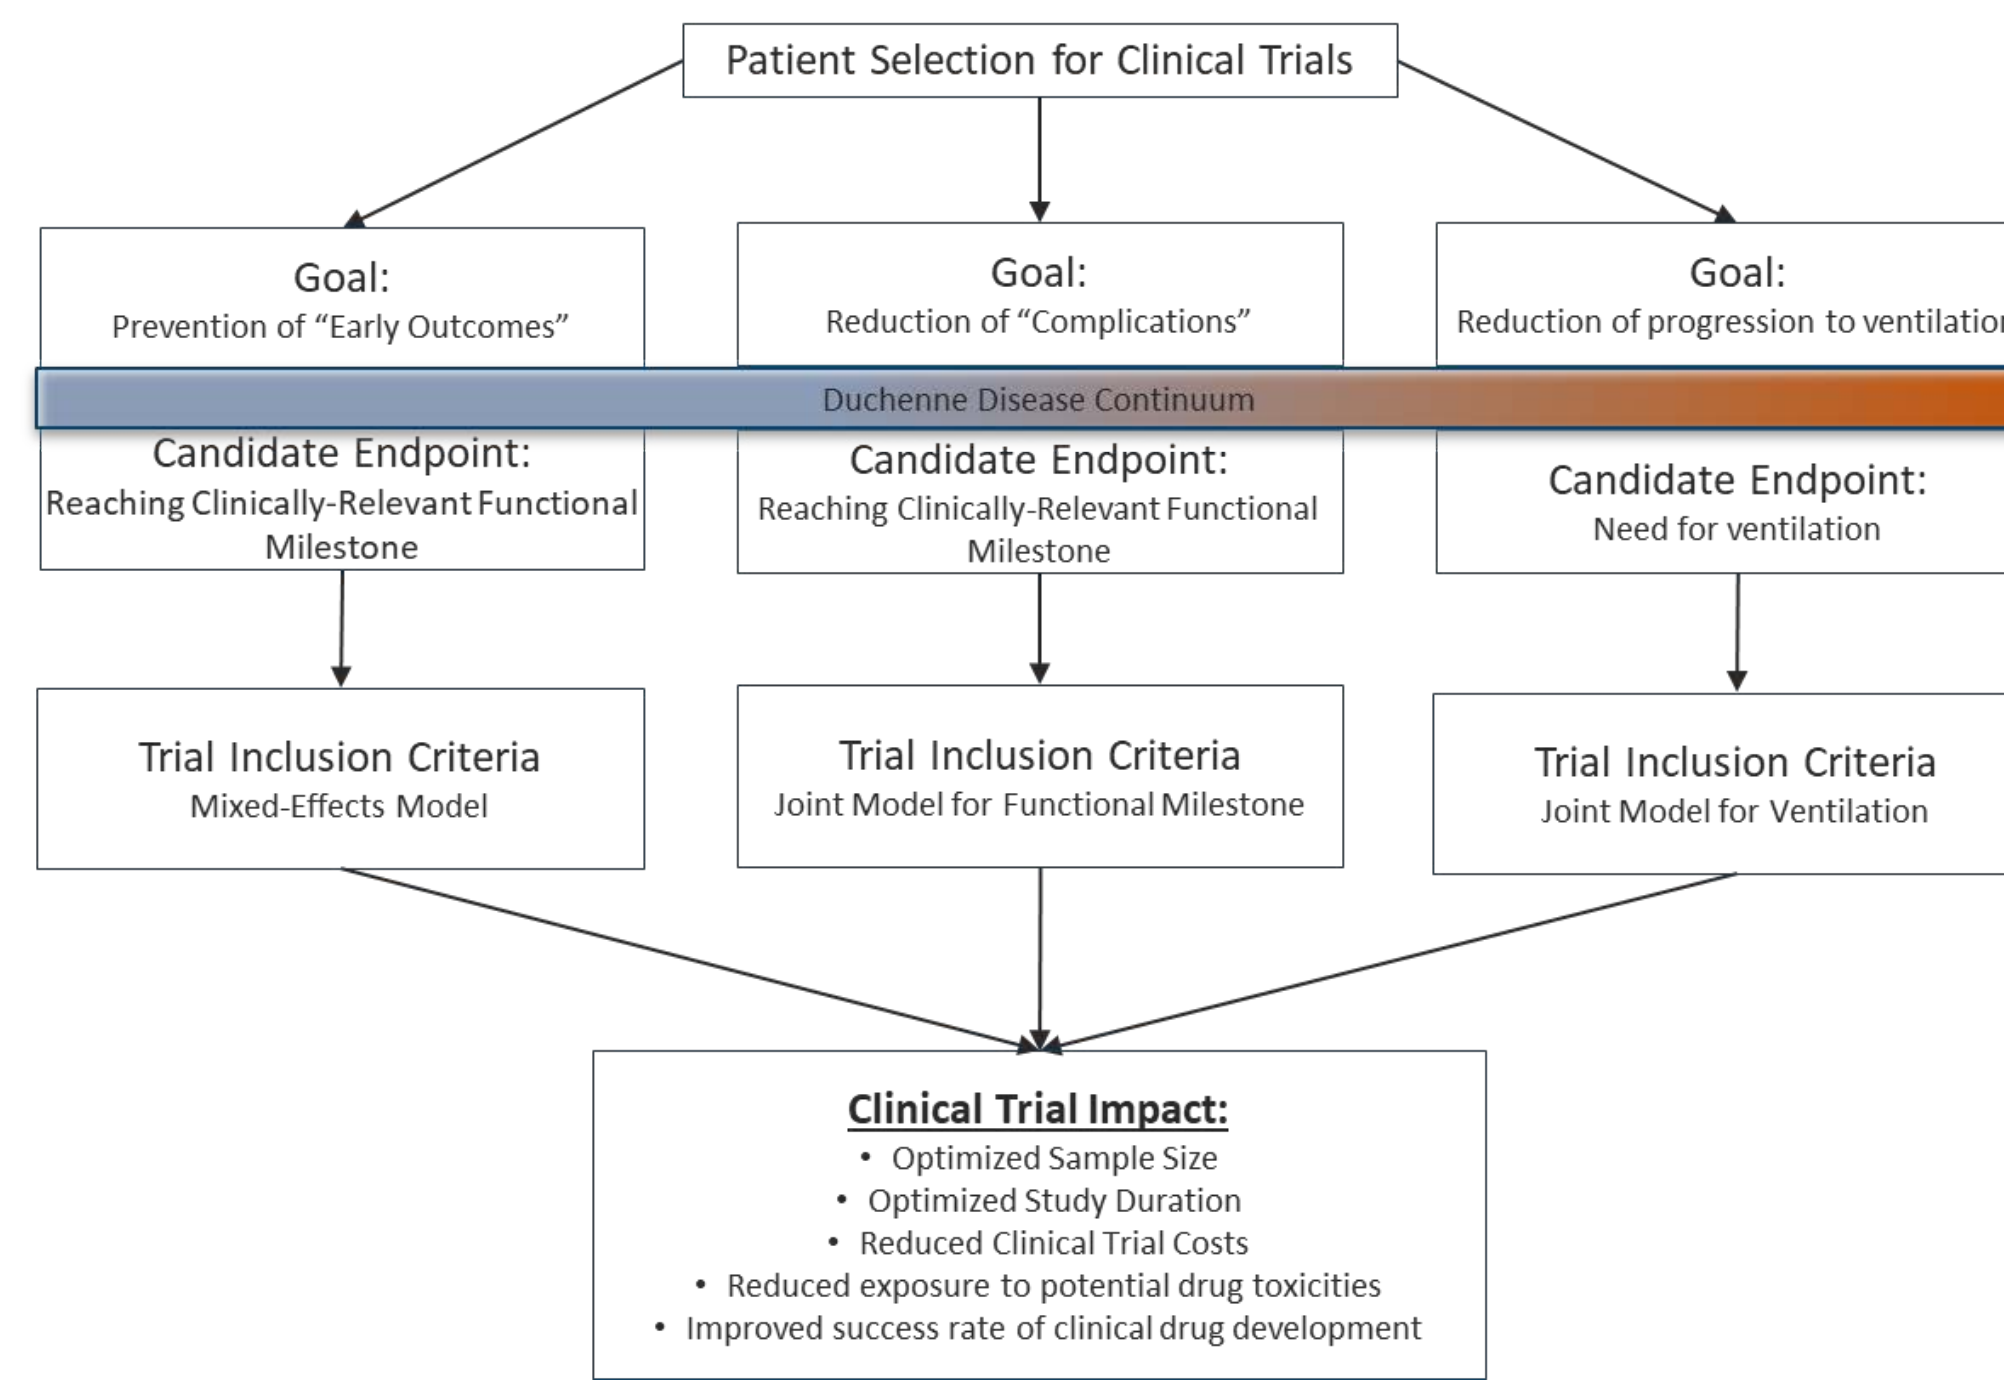 Patient Selection for Clinical Trials
Goal:
Prevention of “Early Outcomes”
Goal:
Reduction of “Complications”
Goal:
Reduction of progression to ventilation
Duchenne Disease Continuum
Candidate Endpoint:
Reaching Clinically-Relevant Functional
Milestone
Candidate Endpoint:
Reaching Clinically-Relevant Functional
Milestone
Candidate Endpoint:
Need for ventilation
Trial Inclusion Criteria
Mixed-Effects Model
Trial Inclusion Criteria
Joint Model for Functional Milestone
Trial Inclusion Criteria
Joint Model for Ventilation
Clinical Trial Impact:
• Optimized Sample Size
• Optimized Study Duration
• Reduced Clinical Trial Costs
• Reduced exposure to potential drug toxicities
• Improved success rate of clinical drug development